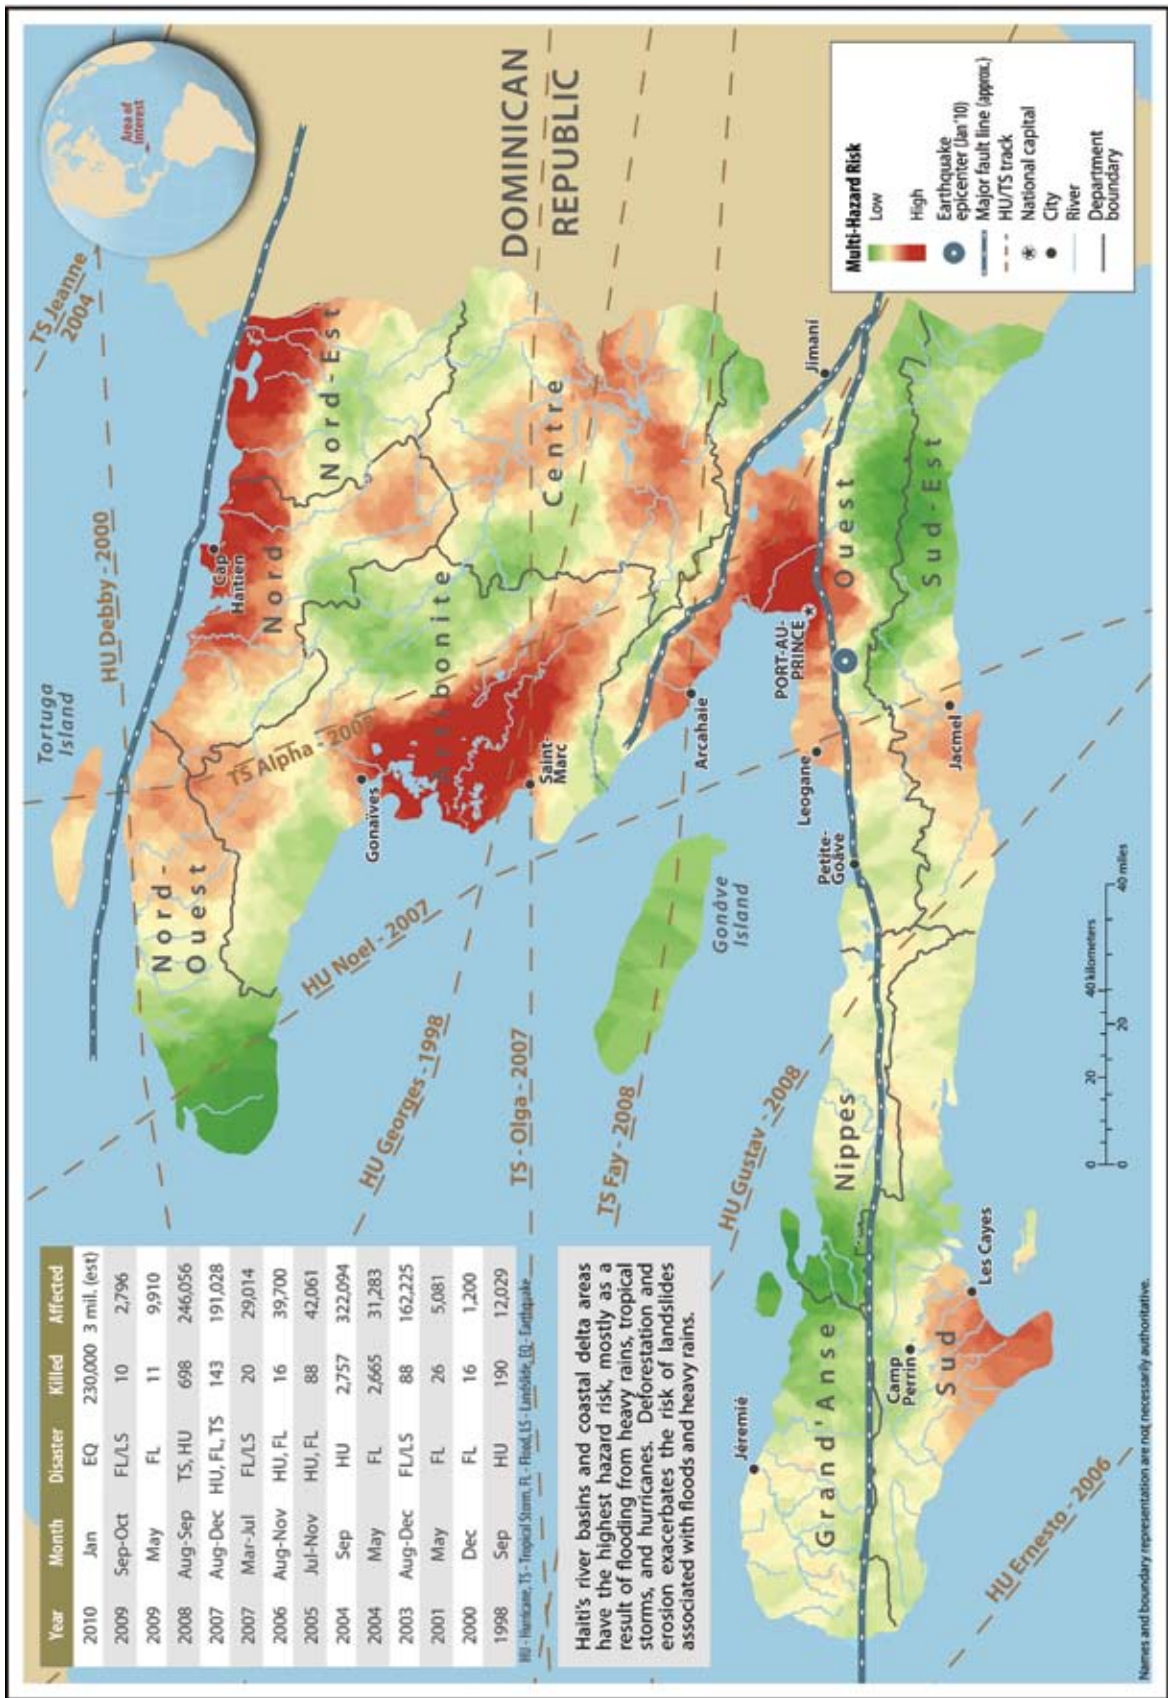 Year Month Disaster Killed Affected
2010 Jan EQ 230,000 3 mil. (est)
2009 Sep-Oct FL/LS 10 2,796
2009 May FL 11 9,910
2008 Aug-Sep TS, HU 698 246,056
2007 Aug-Dec HU, FL, TS 143 191,028
2007 Mar-Jul FL/LS 20 29,014
2006 Aug-Nov HU, FL 16 39,700
2005 Jul-Nov HU, FL 88 42,061
2004 Sep HU 2,757 322,094
2004 May FL 2,665 31,283
2003 Aug-Dec FL/LS 88 162,225
2001 May FL 26 5,081
2000 Dec FL 16 1,200
1998 Sep HU 190 12,029
HU - Hurricane, TS - Tropical Storm, FL - Flood, LS - Landslide, EQ - Earthquake
Haiti's river basins and coastal delta areas
have the highest hazard risk, mostly as a
result of flooding from heavy rains, tropical
storms, and hurricanes. Deforestation and
erosion exacerbates the risk of landslides
associated with floods and heavy rains.
TS Jeanne
2004
Area of
Interest
HU Debby - 2000
Tortuga
Island
Nord-
Ouest
Cap
Haïtien
Nord
Nord-Est
DOMINICAN
REPUBLIC
TS Alpha - 2005
HU Noel - 2007
Gonaïves
Artibonite
Centre
HU Georges - 1998
TS - Olga - 2007
Saint-
Marc
TS Fay - 2008
Gonâve
Island
Arcahaie
HU Gustav - 2008
PORT-AU-
PRINCE
Jimani
Leogane
Petite-
Goâve
Ouest
Jérémié
Grand'Anse
Nippes
Camp
Perrin
Sud
Les Cayes
Jacmel
Sud-Est
HU Ernesto - 2006
0 20 40 kilometers
0 20 40 miles
Multi-Hazard Risk
Low
High
Earthquake
epicenter (Jan'10)
Major fault line (approx.)
HU/TS track
National capital
City
River
Department
boundary
Names and boundary representation are not necessarily authoritative.